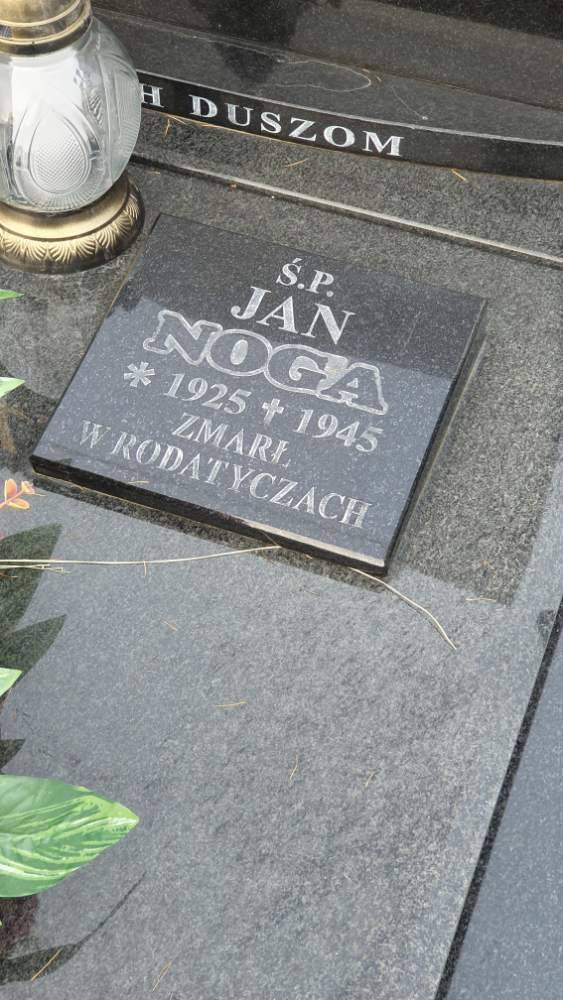 H DUSZOM
Ś.P.
JAN
NOGA
* 1925 ✝ 1945
ZMARŁ
W RODATYCZACH